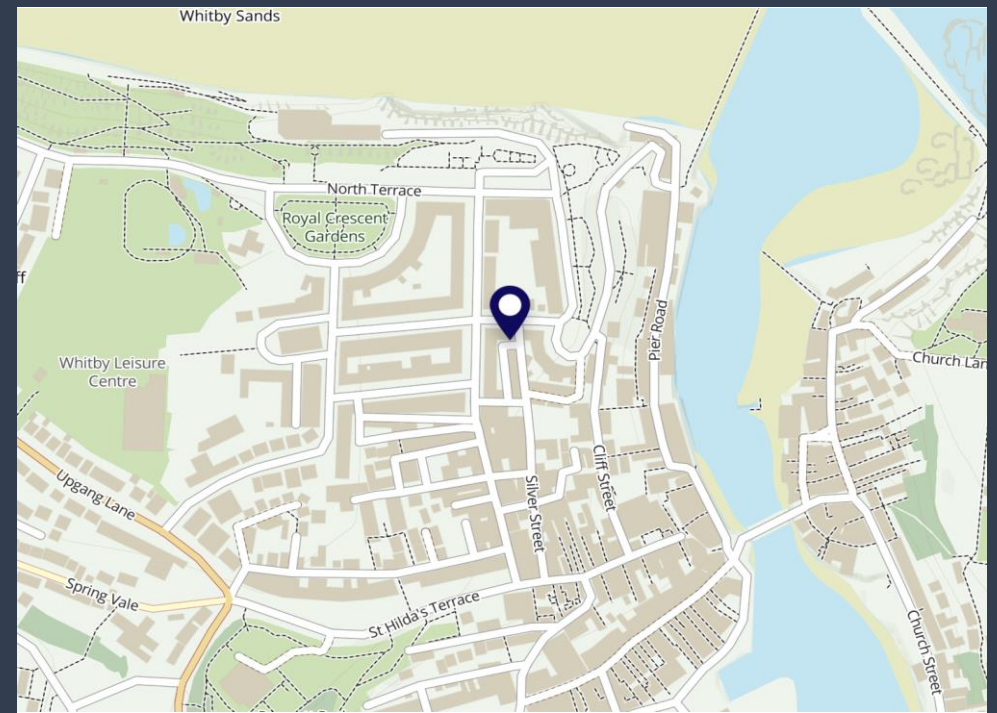 Whitby Sands
North Terrace
Royal Crescent
Gardens
ff
Pier Road
Whitby Leisure
Centre
Church Lan
Upgang Lane
Silver Street
Cliff Street
Spring Vale
St Hilda's Terrace
Church Street